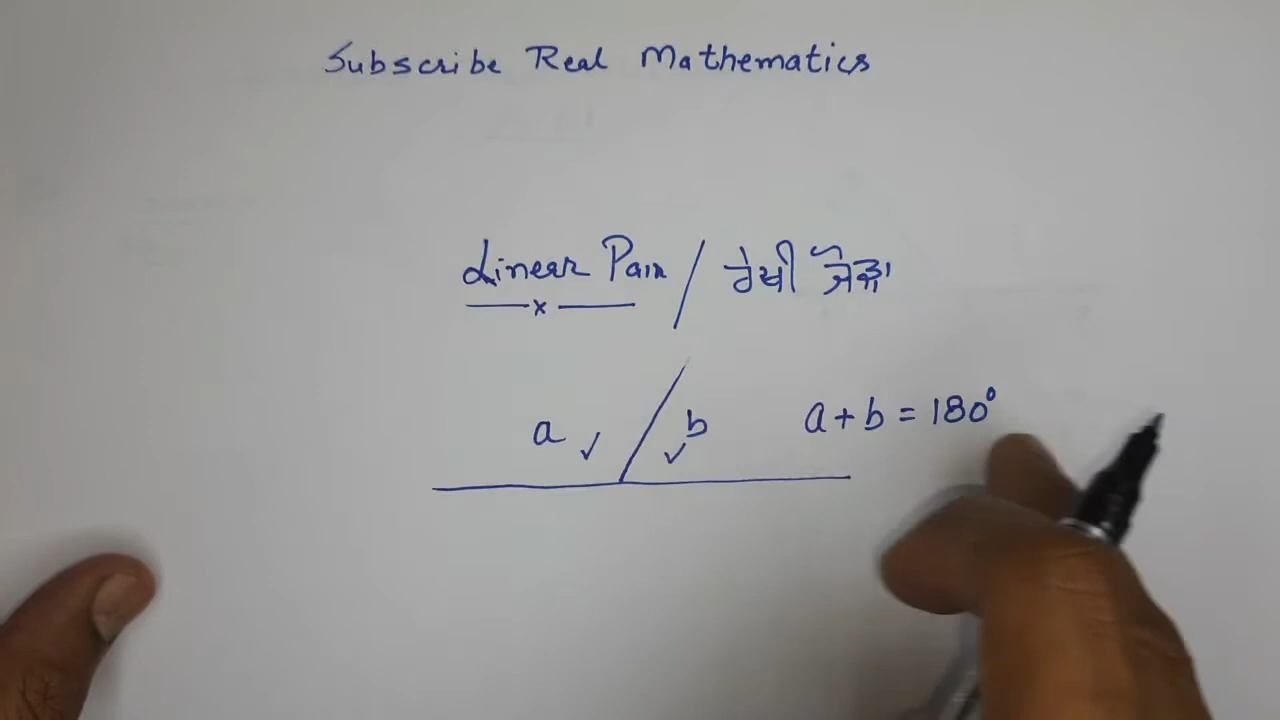 Subscribe Real Mathematics
Linear Pair / ਰੇਖੀ ਜੋੜਾ
x
a ✓ b ✓ a + b = 180°